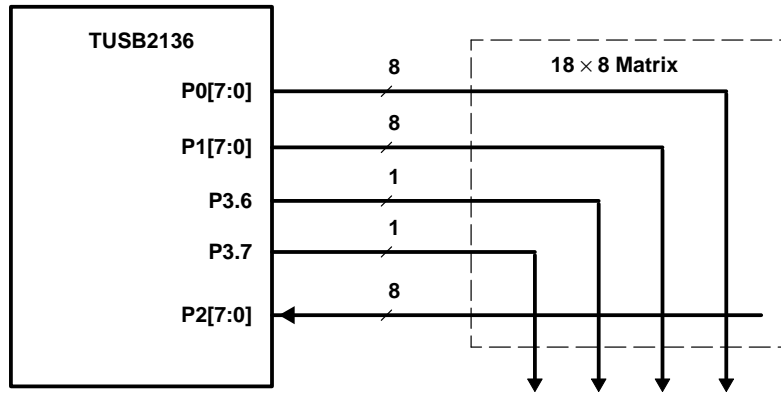 TUSB2136
8
18 × 8 Matrix
P0[7:0]
8
P1[7:0]
1
P3.6
1
P3.7
8
P2[7:0]